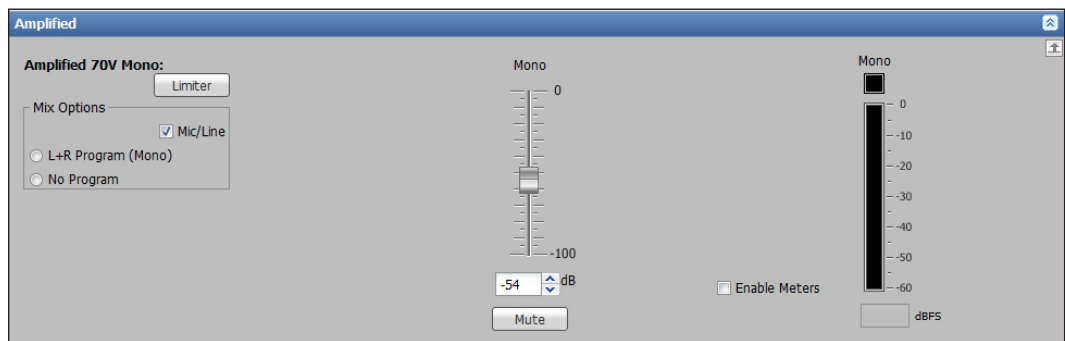 Amplified
Amplified 70V Mono:
Limiter
Mix Options
Mic/Line
L+R Program (Mono)
No Program
Mono
0
-100
-54 dB
Mute
Enable Meters
Mono
0
-10
-20
-30
-40
-50
-60
dBFS